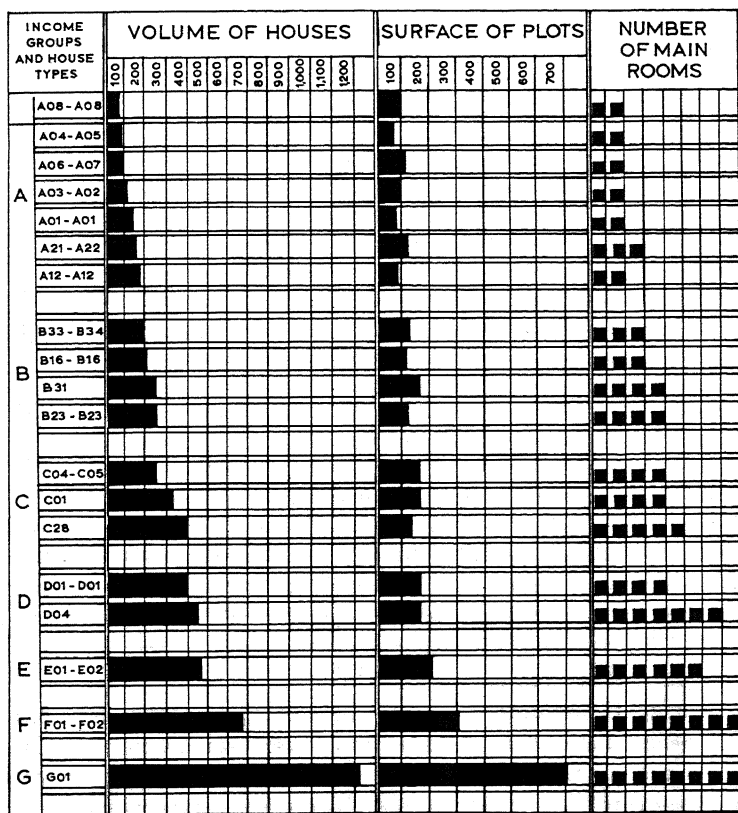 INCOME
GROUPS
AND HOUSE
TYPES
VOLUME OF HOUSES
SURFACE OF PLOTS
NUMBER
OF MAIN
ROOMS
100 200 300 400 500 600 700 800 900 1,000 1,100 1,200
100 200 300 400 500 600 700
A08-A08
A
A04-A05
A06-A07
A03-A02
A01-A01
A21-A22
A12-A12
B
B33-B34
B16-B16
B31
B23-B23
C
C04-C05
C01
C28
D
D01-D01
D04
E
E01-E02
F
F01-F02
G
G01